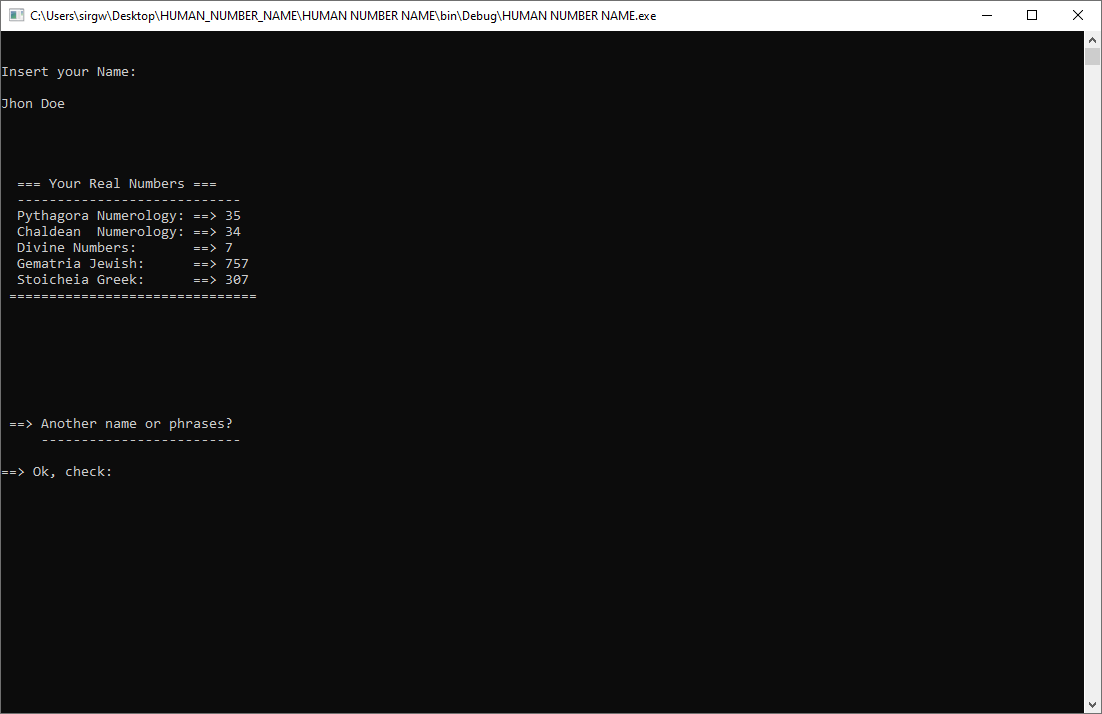 C:\Users\sirgw\Desktop\HUMAN_NUMBER_NAME\HUMAN NUMBER NAME\bin\Debug\HUMAN NUMBER NAME.exe
Insert your Name:
Jhon Doe
=== Your Real Numbers ===
----------------------------
Pythagora Numerology: ==> 35
Chaldean  Numerology: ==> 34
Divine Numbers:       ==> 7
Gematria Jewish:      ==> 757
Stoicheia Greek:      ==> 307
===============================
==> Another name or phrases?
-------------------------
==> Ok, check: